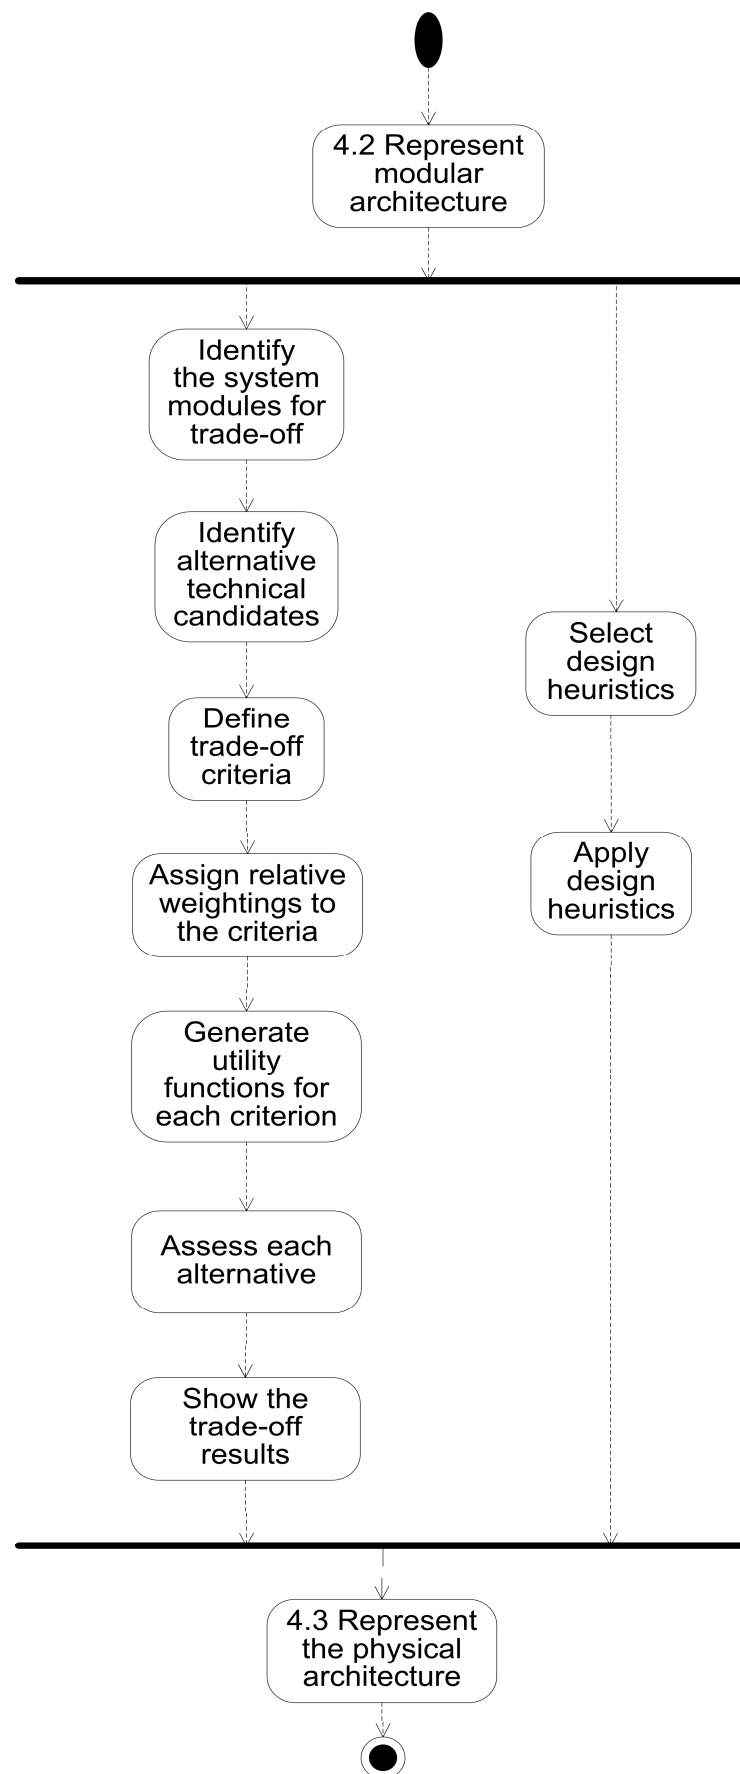 4.2 Represent
modular
architecture
Identify
the system
modules for
trade-off
Identify
alternative
technical
candidates
Define
trade-off
criteria
Assign relative
weightings to
the criteria
Generate
utility
functions for
each criterion
Assess each
alternative
Show the
trade-off
results
Select
design
heuristics
Apply
design
heuristics
4.3 Represent
the physical
architecture